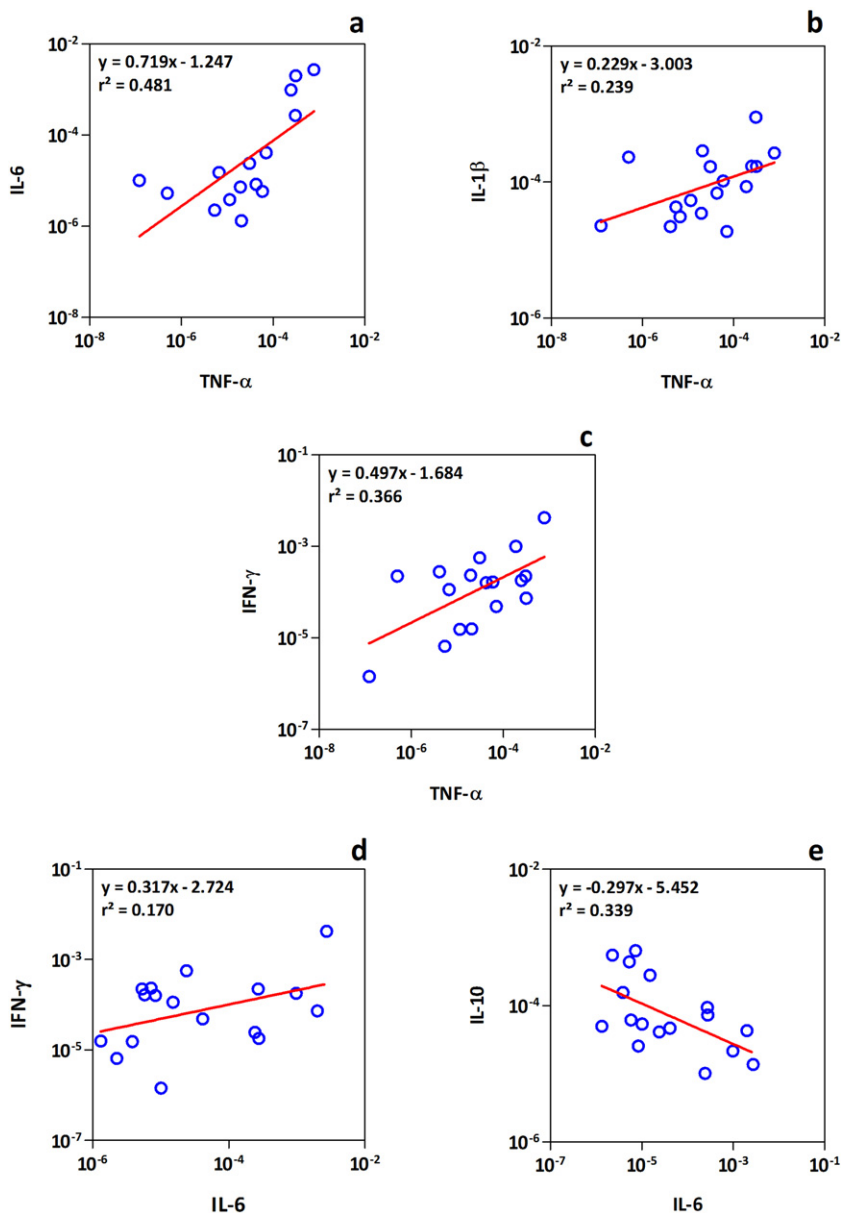 a
y = 0.719x - 1.247
r² = 0.481
IL-6
10⁻²
10⁻⁴
10⁻⁶
10⁻⁸
10⁻⁸ 10⁻⁶ 10⁻⁴ 10⁻²
TNF-α
b
y = 0.229x - 3.003
r² = 0.239
IL-1β
10⁻²
10⁻⁴
10⁻⁶
10⁻⁸ 10⁻⁶ 10⁻⁴ 10⁻²
TNF-α
c
y = 0.497x - 1.684
r² = 0.366
IFN-γ
10⁻¹
10⁻³
10⁻⁵
10⁻⁷
10⁻⁸ 10⁻⁶ 10⁻⁴ 10⁻²
TNF-α
d
y = 0.317x - 2.724
r² = 0.170
IFN-γ
10⁻¹
10⁻³
10⁻⁵
10⁻⁷
10⁻⁶ 10⁻⁴ 10⁻²
IL-6
e
y = -0.297x - 5.452
r² = 0.339
IL-10
10⁻²
10⁻⁴
10⁻⁶
10⁻⁷ 10⁻⁵ 10⁻³ 10⁻¹
IL-6